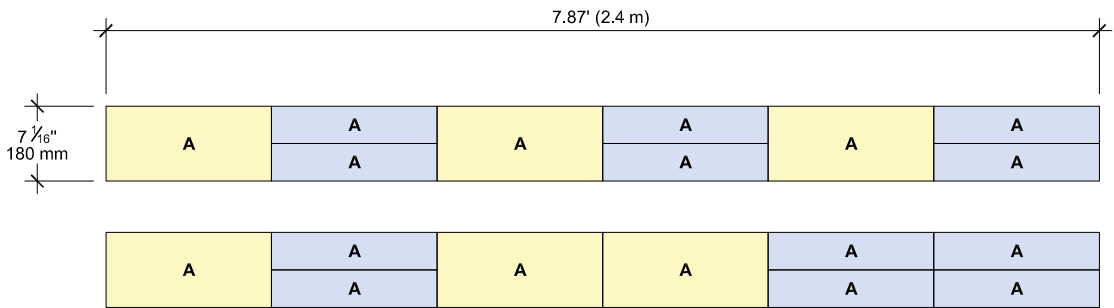 7.87' (2.4 m)
7 1⁄16"
180 mm
A A A A A A
A A A
A A A A A
A A A